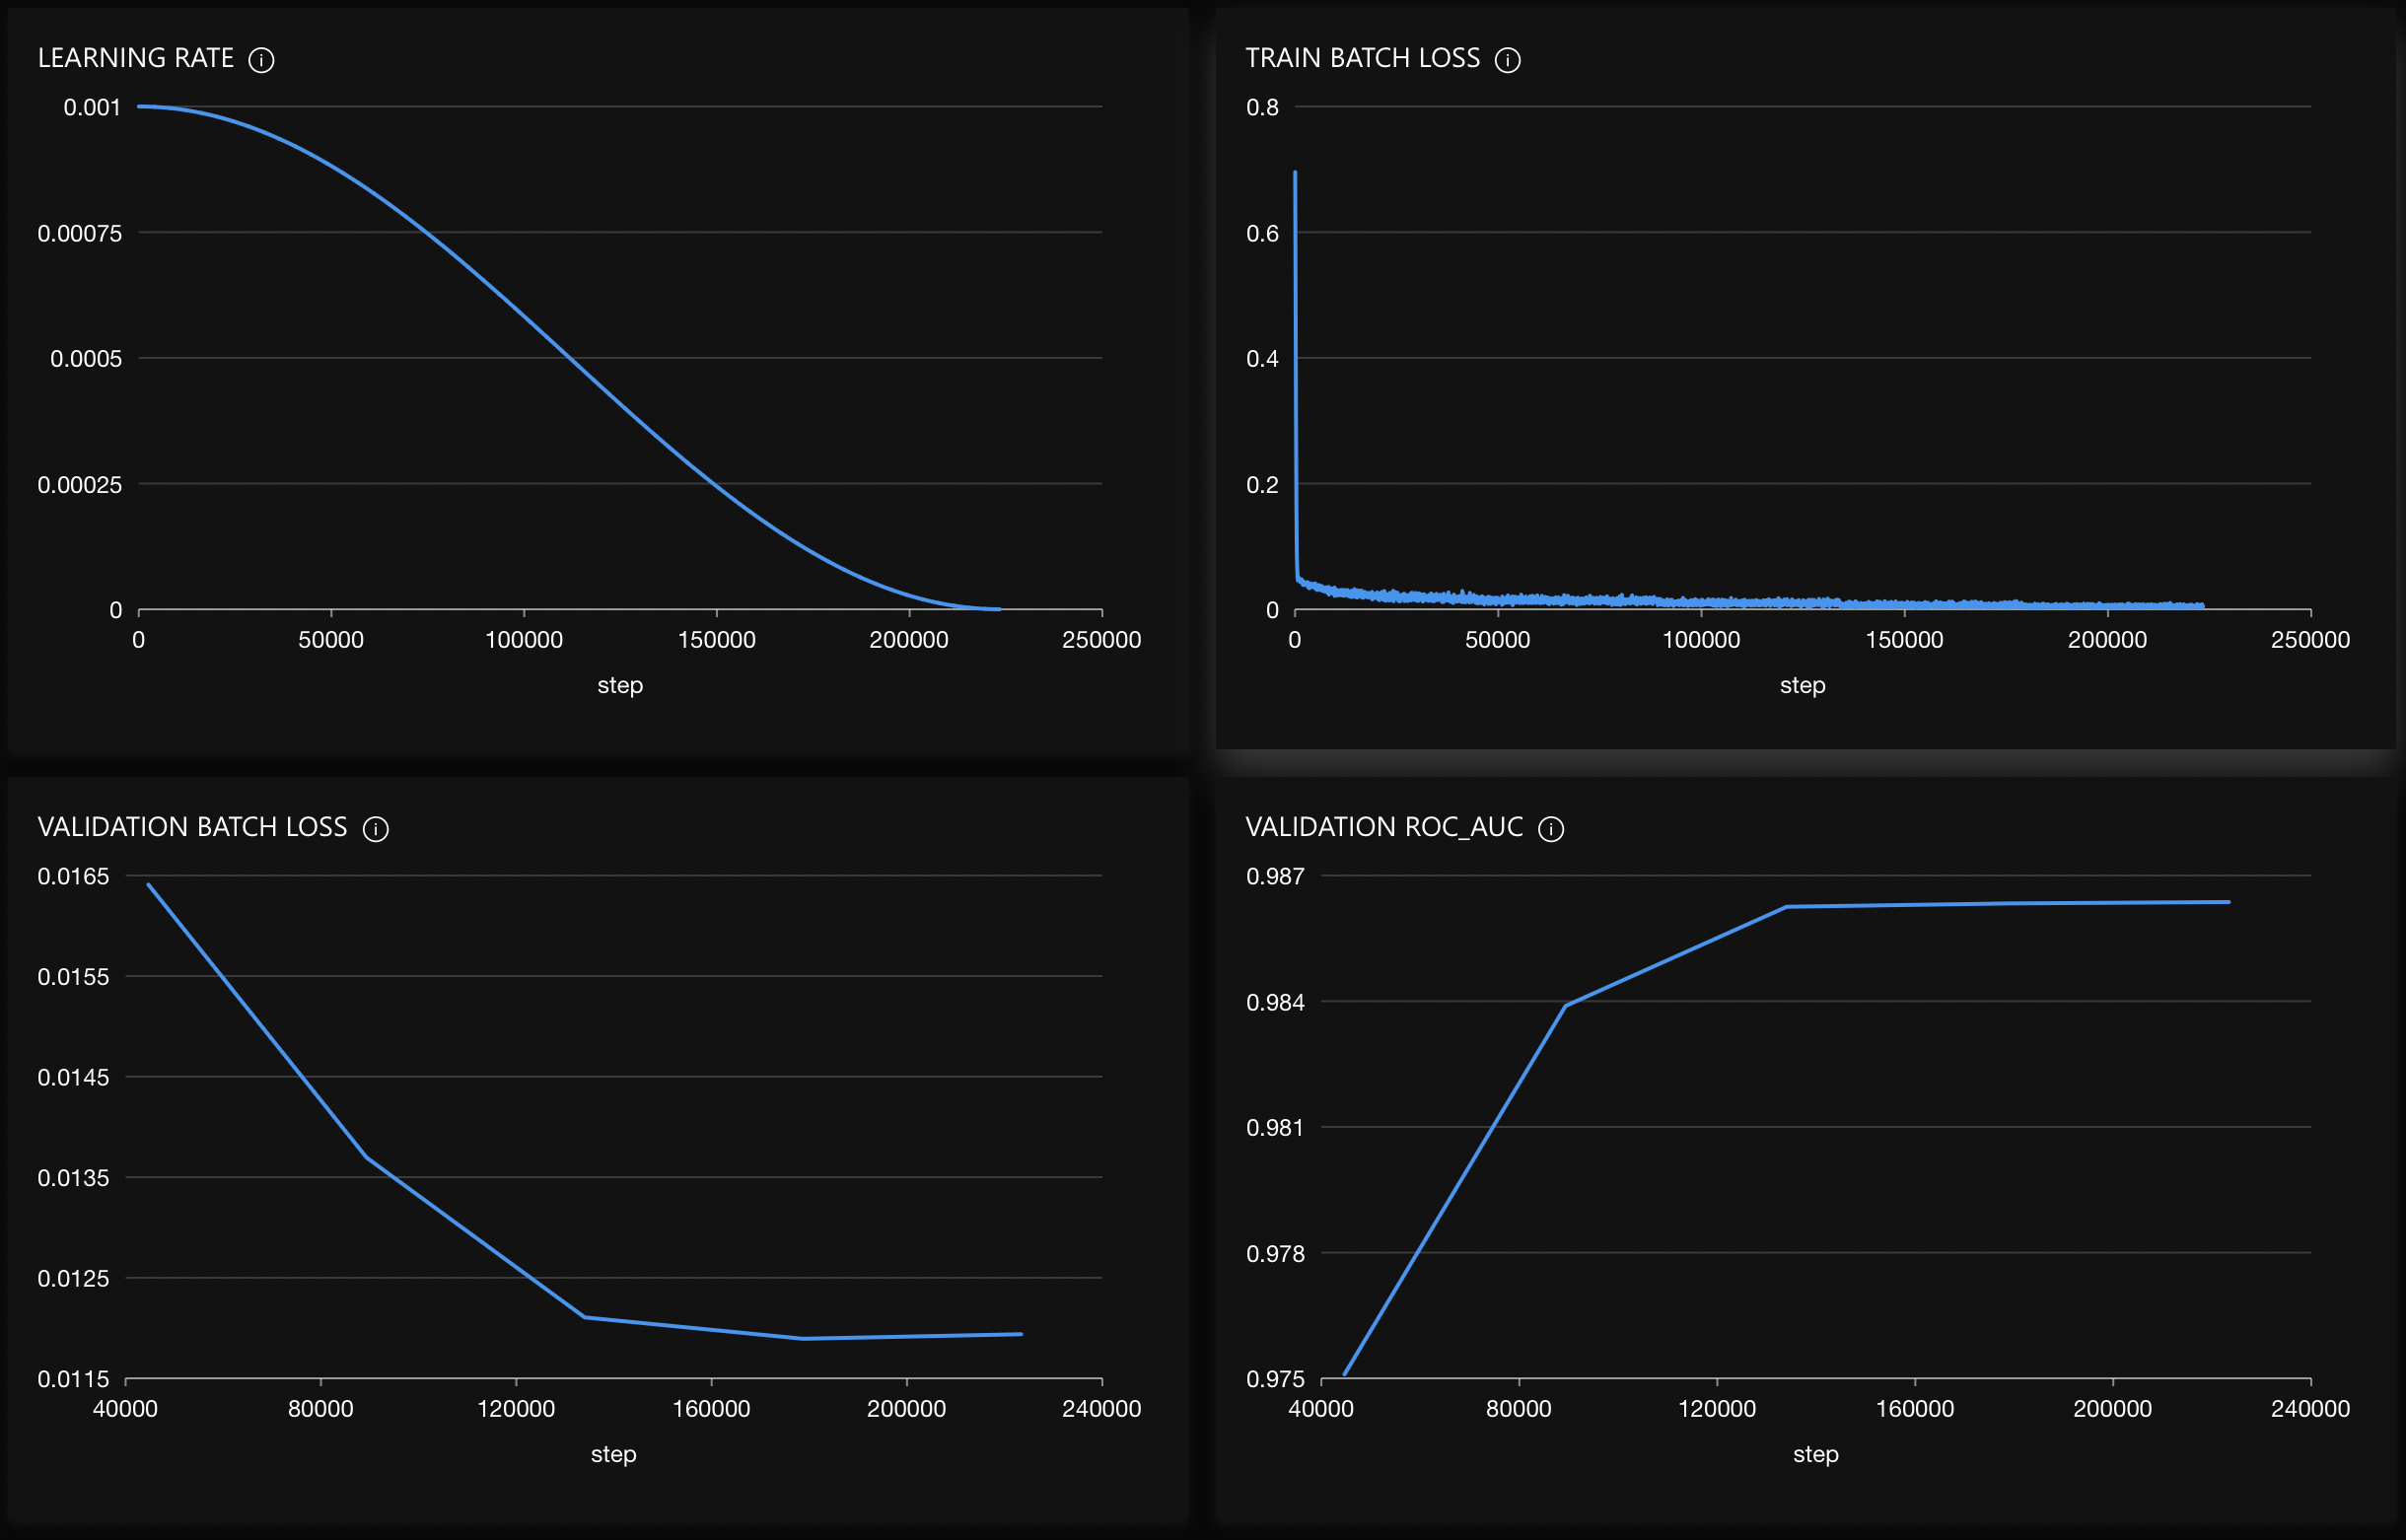 LEARNING RATE
0.001
0.00075
0.0005
0.00025
0
0 50000 100000 150000 200000 250000
step
TRAIN BATCH LOSS
0.8
0.6
0.4
0.2
0
0 50000 100000 150000 200000 250000
step
VALIDATION BATCH LOSS
0.0165
0.0155
0.0145
0.0135
0.0125
0.0115
40000 80000 120000 160000 200000 240000
step
VALIDATION ROC_AUC
0.987
0.984
0.981
0.978
0.975
40000 80000 120000 160000 200000 240000
step